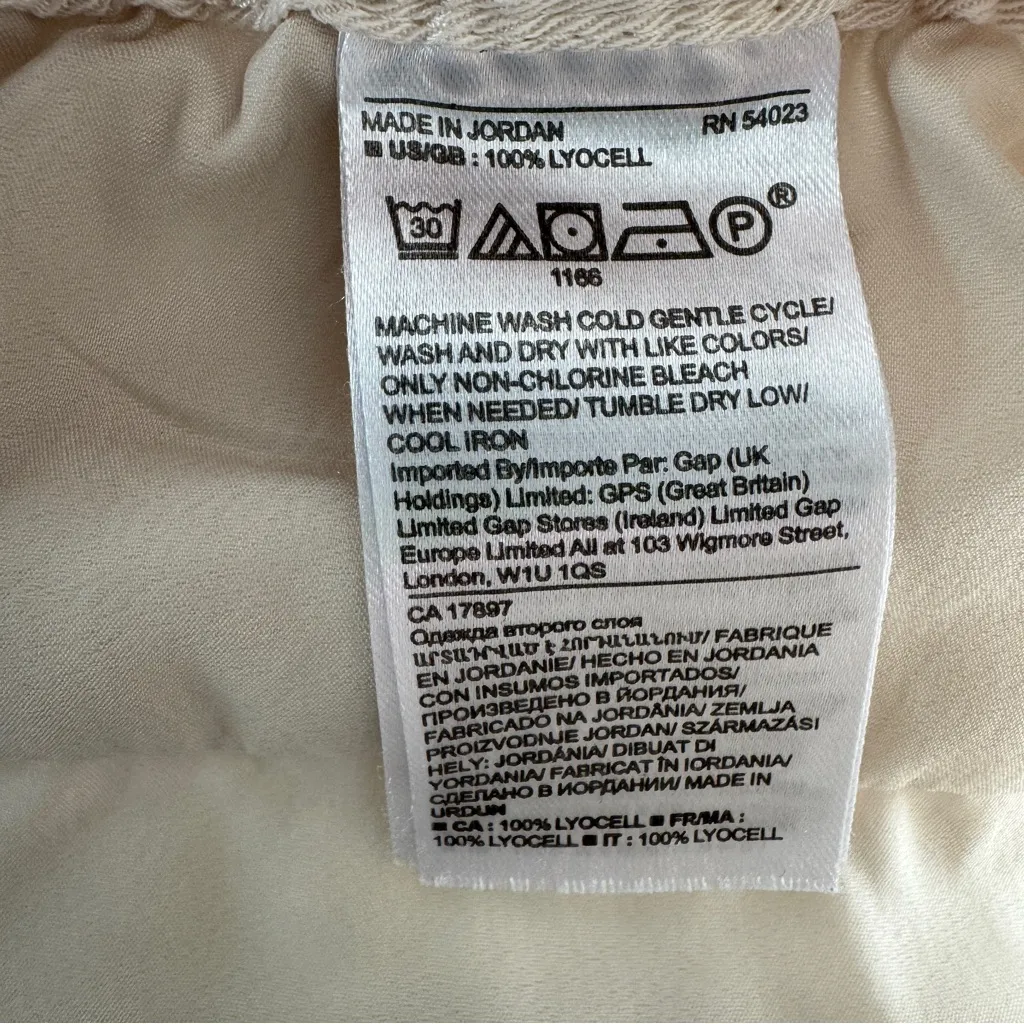 MADE IN JORDAN RN 54023
■ US/GB : 100% LYOCELL
30 P ®
1166
MACHINE WASH COLD GENTLE CYCLE/
WASH AND DRY WITH LIKE COLORS/
ONLY NON-CHLORINE BLEACH
WHEN NEEDED/ TUMBLE DRY LOW/
COOL IRON
Imported By/Importe Par: Gap (UK
Holdings) Limited: GPS (Great Britain)
Limited Gap Stores (Ireland) Limited Gap
Europe Limited All at 103 Wigmore Street,
London, W1U 1QS
CA 17897
Одежда второго слоя
ԱՐՏԱԴՐՎԱԾ Է ՀՈՐԴԱՆԱՆՈՒՄ/ FABRIQUE
EN JORDANIE/ HECHO EN JORDANIA
CON INSUMOS IMPORTADOS/
ПРОИЗВЕДЕНО В ЙОРДАНИЯ/
FABRICADO NA JORDÂNIA/ ZEMLJA
PROIZVODNJE JORDAN/ SZÁRMAZÁSI
HELY: JORDÁNIA/ DIBUAT DI
YORDANIA/ FABRICAT ÎN IORDANIA/
СДЕЛАНО В ИОРДАНИИ/ MADE IN
URDUN
■ CA : 100% LYOCELL ■ FR/MA :
100% LYOCELL ■ IT : 100% LYOCELL